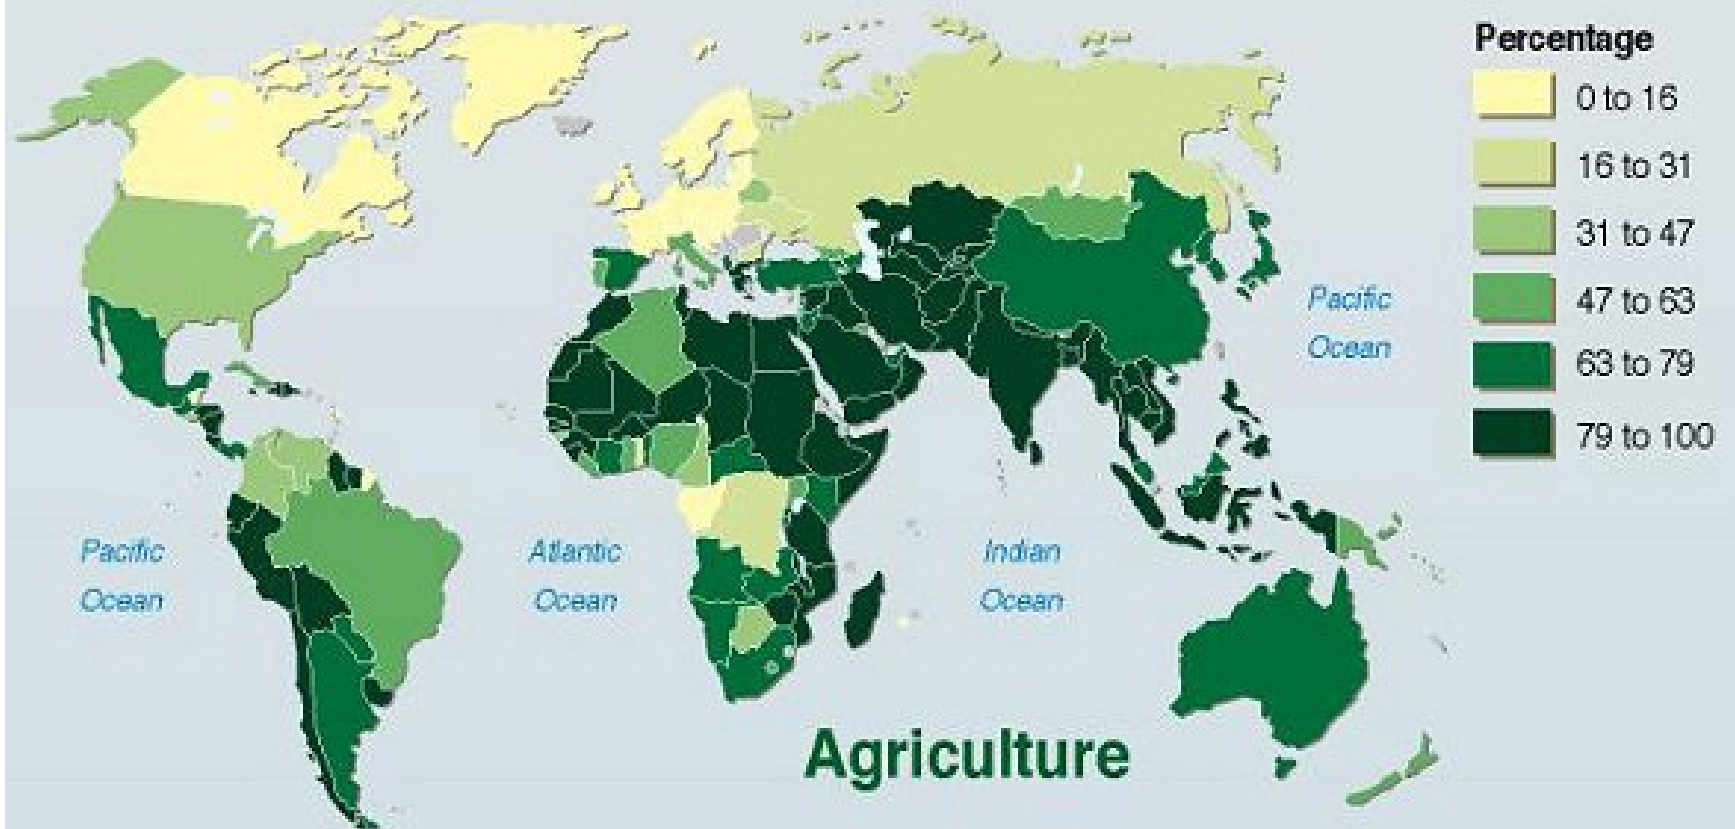 Percentage
0 to 16
16 to 31
31 to 47
47 to 63
63 to 79
79 to 100
Pacific
Ocean
Pacific
Ocean
Atlantic
Ocean
Indian
Ocean
Agriculture